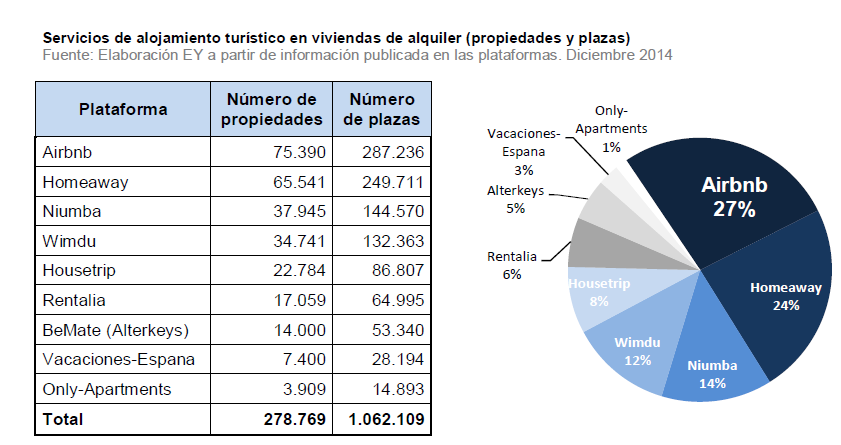 Servicios de alojamiento turístico en viviendas de alquiler (propiedades y plazas)
Fuente: Elaboración EY a partir de información publicada en las plataformas. Diciembre 2014
Plataforma Número de propiedades Número de plazas
Airbnb 75.390 287.236
Homeaway 65.541 249.711
Niumba 37.945 144.570
Wimdu 34.741 132.363
Housetrip 22.784 86.807
Rentalia 17.059 64.995
BeMate (Alterkeys) 14.000 53.340
Vacaciones-Espana 7.400 28.194
Only-Apartments 3.909 14.893
Total 278.769 1.062.109
Only-
Apartments
1%
Vacaciones-
Espana
3%
Alterkeys
5%
Rentalia
6%
Housetrip
8%
Wimdu
12%
Niumba
14%
Homeaway
24%
Airbnb
27%